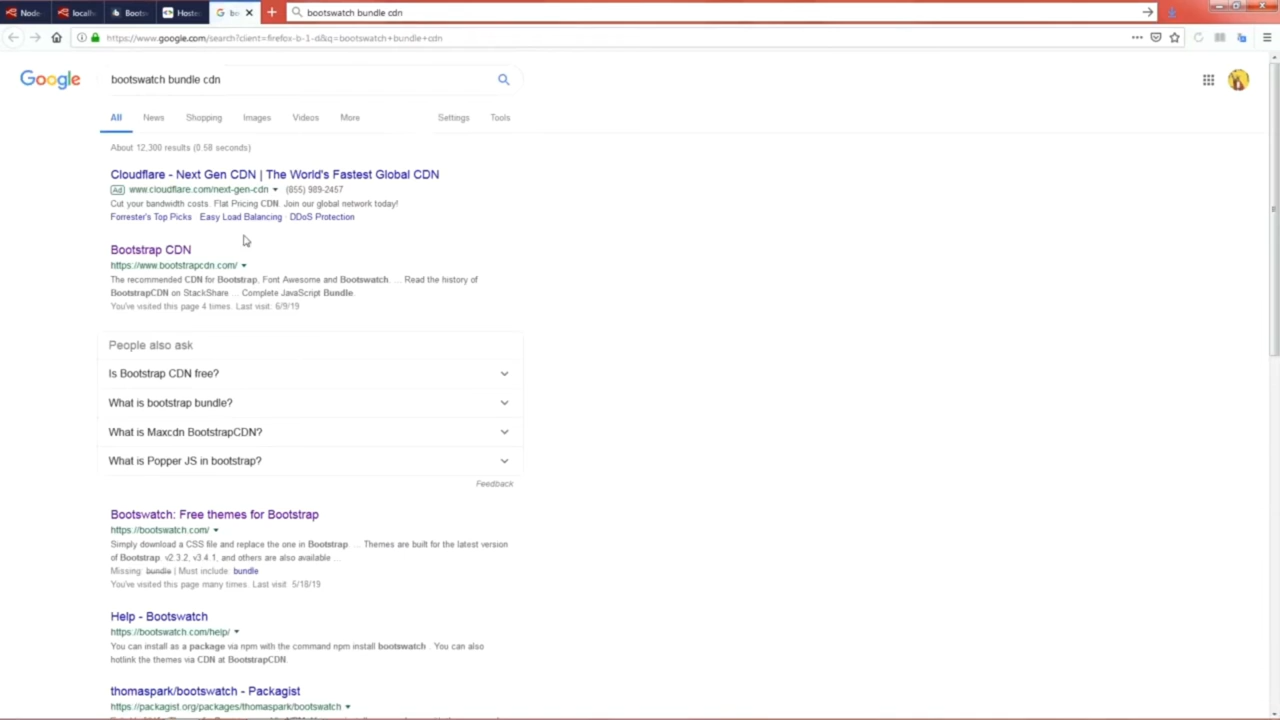 Node
localh
Boots
Hoste
bo
bootswatch bundle cdn
https://www.google.com/search?client=firefox-b-1-d&q=bootswatch+bundle+cdn
Google
bootswatch bundle cdn
All News Shopping Images Videos More Settings Tools
About 12,300 results (0.58 seconds)
Cloudflare - Next Gen CDN | The World's Fastest Global CDN
Ad www.cloudflare.com/next-gen-cdn (855) 989-2457
Cut your bandwidth costs. Flat Pricing CDN. Join our global network today!
Forrester's Top Picks · Easy Load Balancing · DDoS Protection
Bootstrap CDN
https://www.bootstrapcdn.com/
The recommended CDN for Bootstrap, Font Awesome and Bootswatch. ... Read the history of
BootstrapCDN on StackShare ... Complete JavaScript Bundle.
You've visited this page 4 times. Last visit: 6/9/19
People also ask
Is Bootstrap CDN free?
What is bootstrap bundle?
What is Maxcdn BootstrapCDN?
What is Popper JS in bootstrap?
Feedback
Bootswatch: Free themes for Bootstrap
https://bootswatch.com/
Simply download a CSS file and replace the one in Bootstrap. ... Themes are built for the latest version
of Bootstrap. v2.3.2, v3.4.1, and others are also available ...
Missing: bundle | Must include: bundle
You've visited this page many times. Last visit: 5/18/19
Help - Bootswatch
https://bootswatch.com/help/
You can install as a package via npm with the command npm install bootswatch . You can also
hotlink the themes via CDN at BootstrapCDN.
thomaspark/bootswatch - Packagist
https://packagist.org/packages/thomaspark/bootswatch